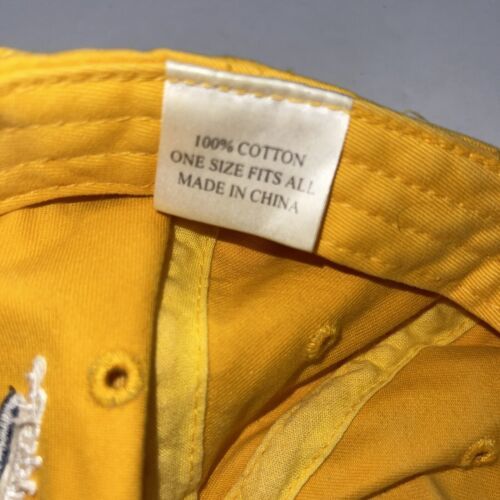 100% COTTON
ONE SIZE FITS ALL
MADE IN CHINA